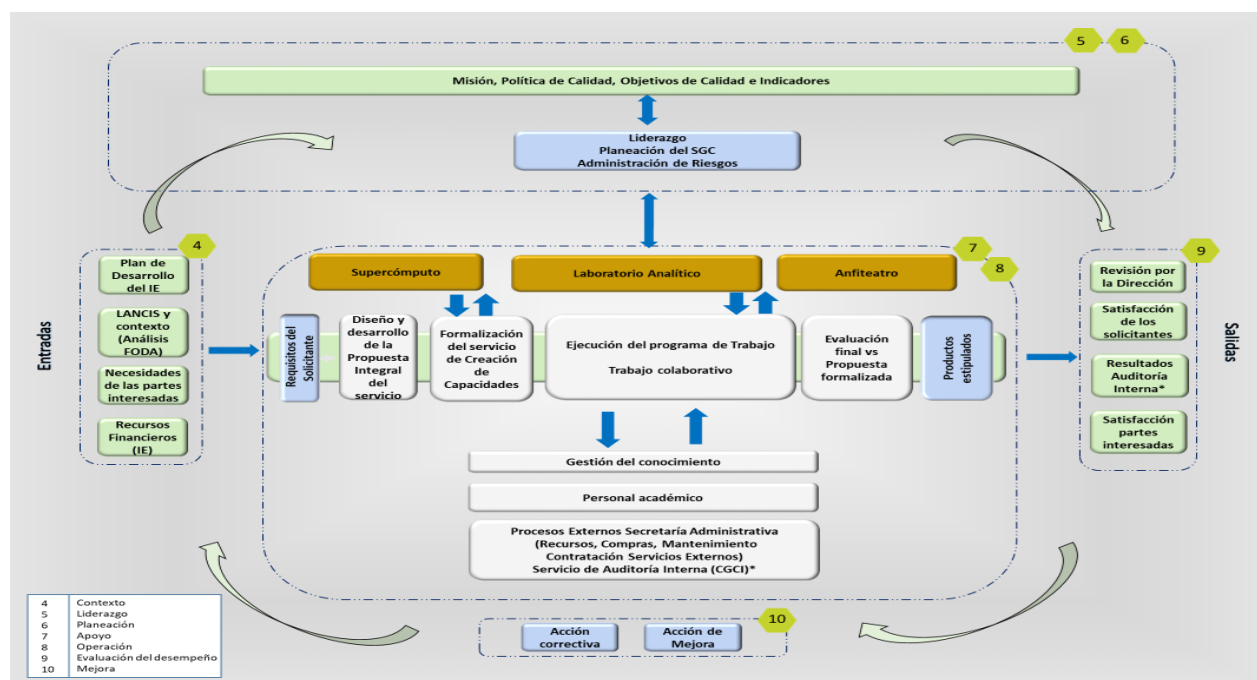 5
6
Misión, Política de Calidad, Objetivos de Calidad e Indicadores
Liderazgo
Planeación del SGC
Administración de Riesgos
Entradas
4
Plan de
Desarrollo
del IE
LANCIS y
contexto
(Análisis
FODA)
Necesidades
de las partes
interesadas
Recursos
Financieros
(IE)
7
8
Supercómputo
Laboratorio Analítico
Anfiteatro
Requisitos del
Solicitante
Diseño y
desarrollo
de la
Propuesta
Integral
del
servicio
Formalización
del servicio
de Creación
de
Capacidades
Ejecución del programa de Trabajo
Trabajo colaborativo
Evaluación
final vs
Propuesta
formalizada
Productos
estipulados
Gestión del conocimiento
Personal académico
Procesos Externos Secretaría Administrativa
(Recursos, Compras, Mantenimiento
Contratación Servicios Externos)
Servicio de Auditoría Interna (CGCI)*
9
Revisión por
la Dirección
Satisfacción
de los
solicitantes
Resultados
Auditoría
Interna*
Satisfacción
partes
interesadas
Salidas
10
Acción
correctiva
Acción de
Mejora
4 Contexto
5 Liderazgo
6 Planeación
7 Apoyo
8 Operación
9 Evaluación del desempeño
10 Mejora